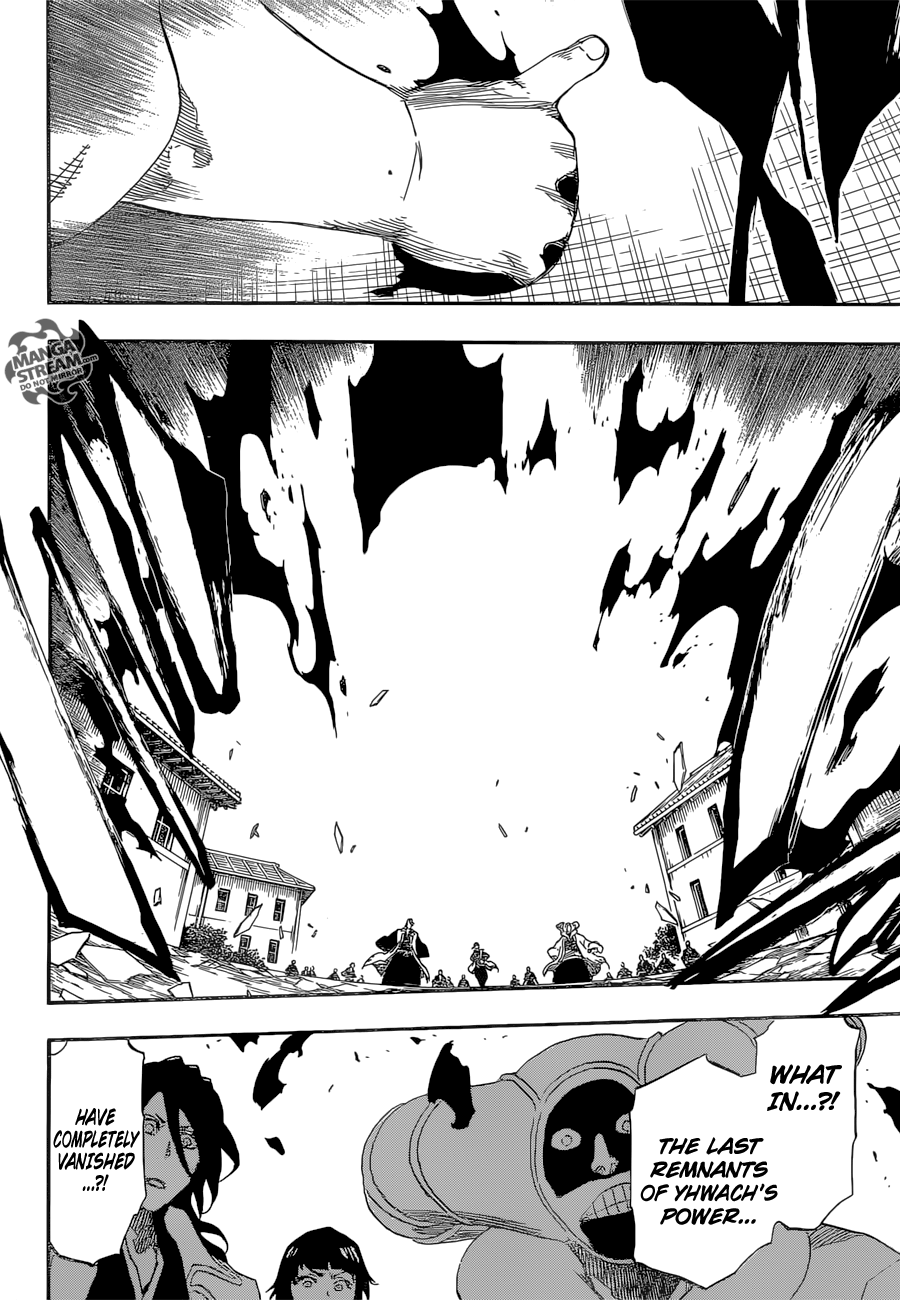 MANGA
STREAM.com
DO NOT MIRROR!
WHAT
IN...?!
THE LAST
REMNANTS
OF YHWACH'S
POWER...
HAVE
COMPLETELY
VANISHED
...?!